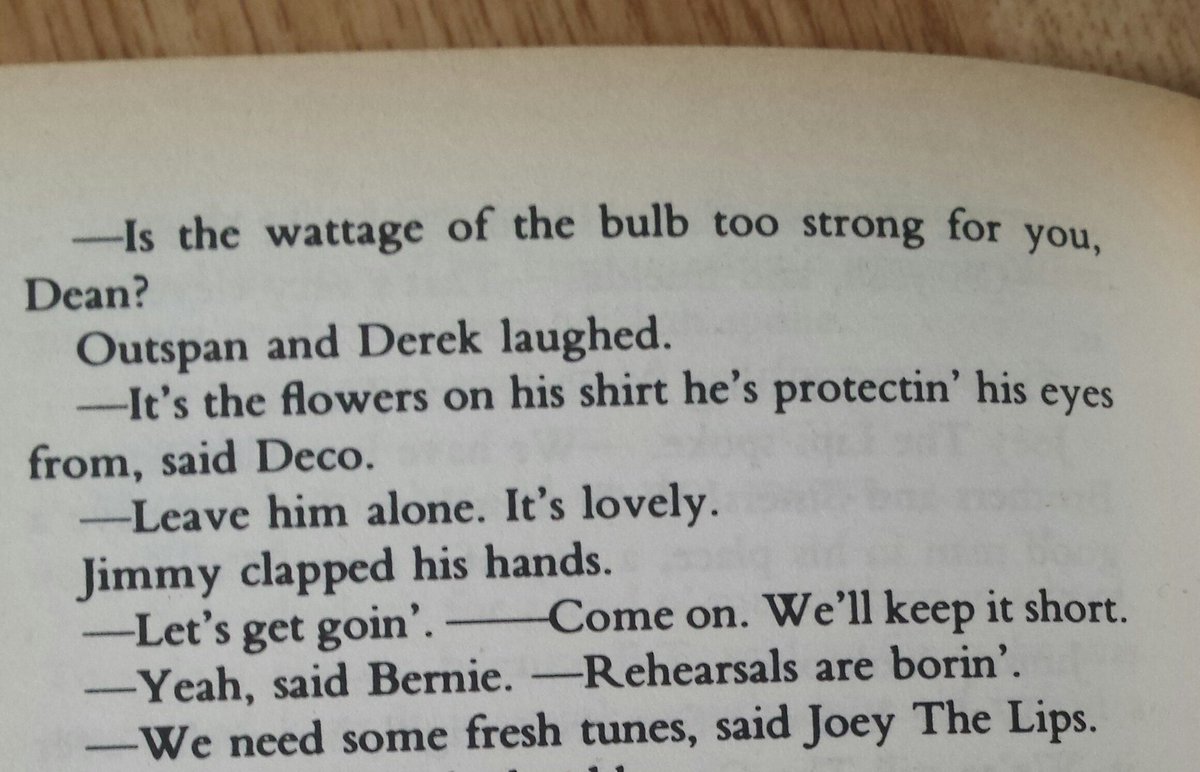 —Is the wattage of the bulb too strong for you,
Dean?
Outspan and Derek laughed.
—It's the flowers on his shirt he's protectin' his eyes
from, said Deco.
—Leave him alone. It's lovely.
Jimmy clapped his hands.
—Let's get goin'. ——Come on. We'll keep it short.
—Yeah, said Bernie. —Rehearsals are borin'.
—We need some fresh tunes, said Joey The Lips.